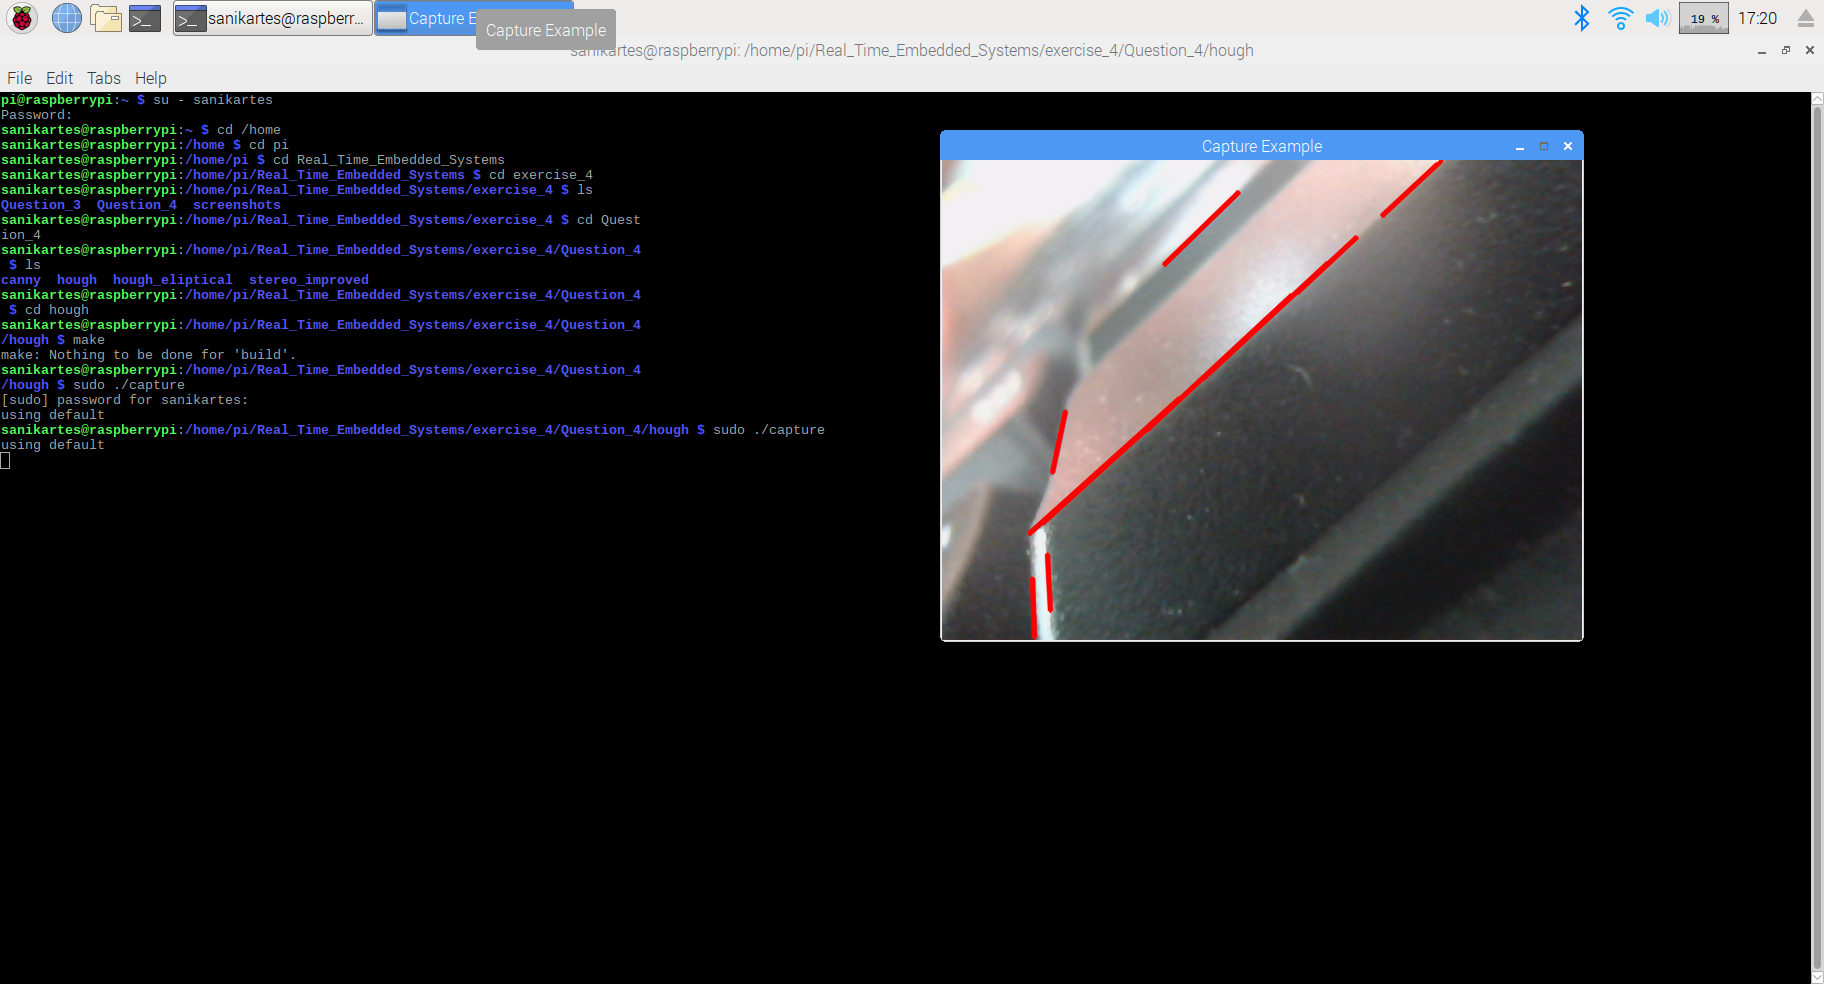 sanikartes@raspberr...
Capture E
Capture Example
19 %
17:20
sanikartes@raspberrypi: /home/pi/Real_Time_Embedded_Systems/exercise_4/Question_4/hough
File Edit Tabs Help
pi@raspberrypi:~ $ su - sanikartes
Password:
sanikartes@raspberrypi:~ $ cd /home
sanikartes@raspberrypi:/home $ cd pi
sanikartes@raspberrypi:/home/pi $ cd Real_Time_Embedded_Systems
sanikartes@raspberrypi:/home/pi/Real_Time_Embedded_Systems $ cd exercise_4
sanikartes@raspberrypi:/home/pi/Real_Time_Embedded_Systems/exercise_4 $ ls
Question_3  Question_4  screenshots
sanikartes@raspberrypi:/home/pi/Real_Time_Embedded_Systems/exercise_4 $ cd Quest
ion_4
sanikartes@raspberrypi:/home/pi/Real_Time_Embedded_Systems/exercise_4/Question_4
 $ ls
canny  hough  hough_eliptical  stereo_improved
sanikartes@raspberrypi:/home/pi/Real_Time_Embedded_Systems/exercise_4/Question_4
 $ cd hough
sanikartes@raspberrypi:/home/pi/Real_Time_Embedded_Systems/exercise_4/Question_4
/hough $ make
make: Nothing to be done for 'build'.
sanikartes@raspberrypi:/home/pi/Real_Time_Embedded_Systems/exercise_4/Question_4
/hough $ sudo ./capture
[sudo] password for sanikartes:
using default
sanikartes@raspberrypi:/home/pi/Real_Time_Embedded_Systems/exercise_4/Question_4/hough $ sudo ./capture
using default
Capture Example